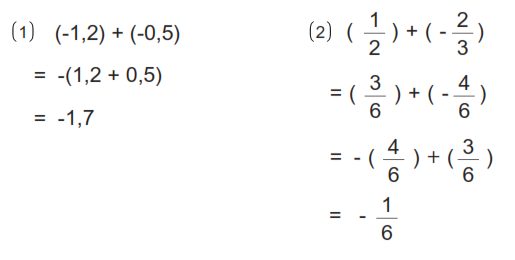 (1) (-1,2) + (-0,5)
= -(1,2 + 0,5)
= -1,7
(2) ( 1/2 ) + ( - 2/3 )
= ( 3/6 ) + ( - 4/6 )
= - ( 4/6 ) + ( 3/6 )
= - 1/6